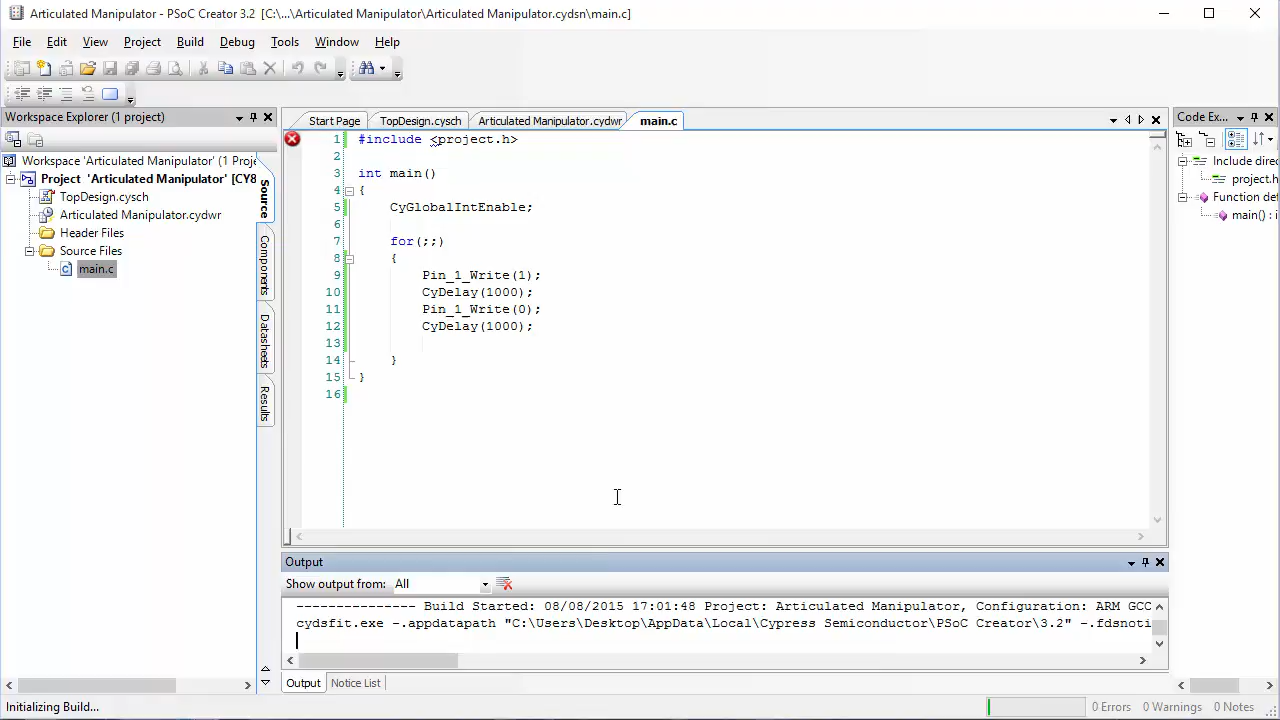 Articulated Manipulator - PSoC Creator 3.2 [C:\...\Articulated Manipulator\Articulated Manipulator.cydsn\main.c]
File Edit View Project Build Debug Tools Window Help
Workspace Explorer (1 project)
Workspace 'Articulated Manipulator' (1 Proje
Project 'Articulated Manipulator' [CY8
TopDesign.cysch
Articulated Manipulator.cydwr
Header Files
Source Files
main.c
Source
Components
Datasheets
Results
Start Page TopDesign.cysch Articulated Manipulator.cydwr main.c
1 #include <project.h>
2
3 int main()
4 {
5 CyGlobalIntEnable;
6
7 for(;;)
8 {
9 Pin_1_Write(1);
10 CyDelay(1000);
11 Pin_1_Write(0);
12 CyDelay(1000);
13
14 }
15 }
16
Code Ex...
Include direc
project.h
Function def
main() : i
Output
Show output from: All
--------------- Build Started: 08/08/2015 17:01:48 Project: Articulated Manipulator, Configuration: ARM GCC
cydsfit.exe -.appdatapath "C:\Users\Desktop\AppData\Local\Cypress Semiconductor\PSoC Creator\3.2" -.fdsnoti
Output Notice List
Initializing Build... 0 Errors 0 Warnings 0 Notes